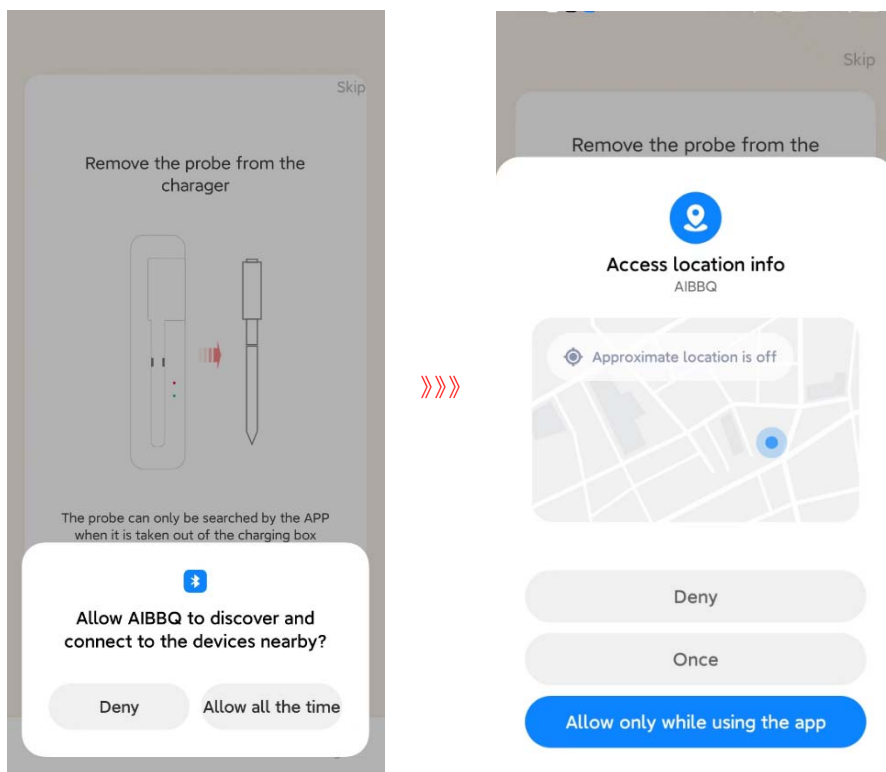 Skip
Remove the probe from the
charager
The probe can only be searched by the APP
when it is taken out of the charging box
Allow AIBBQ to discover and
connect to the devices nearby?
Deny
Allow all the time
》》》
Skip
Remove the probe from the
Access location info
AIBBQ
Approximate location is off
Deny
Once
Allow only while using the app